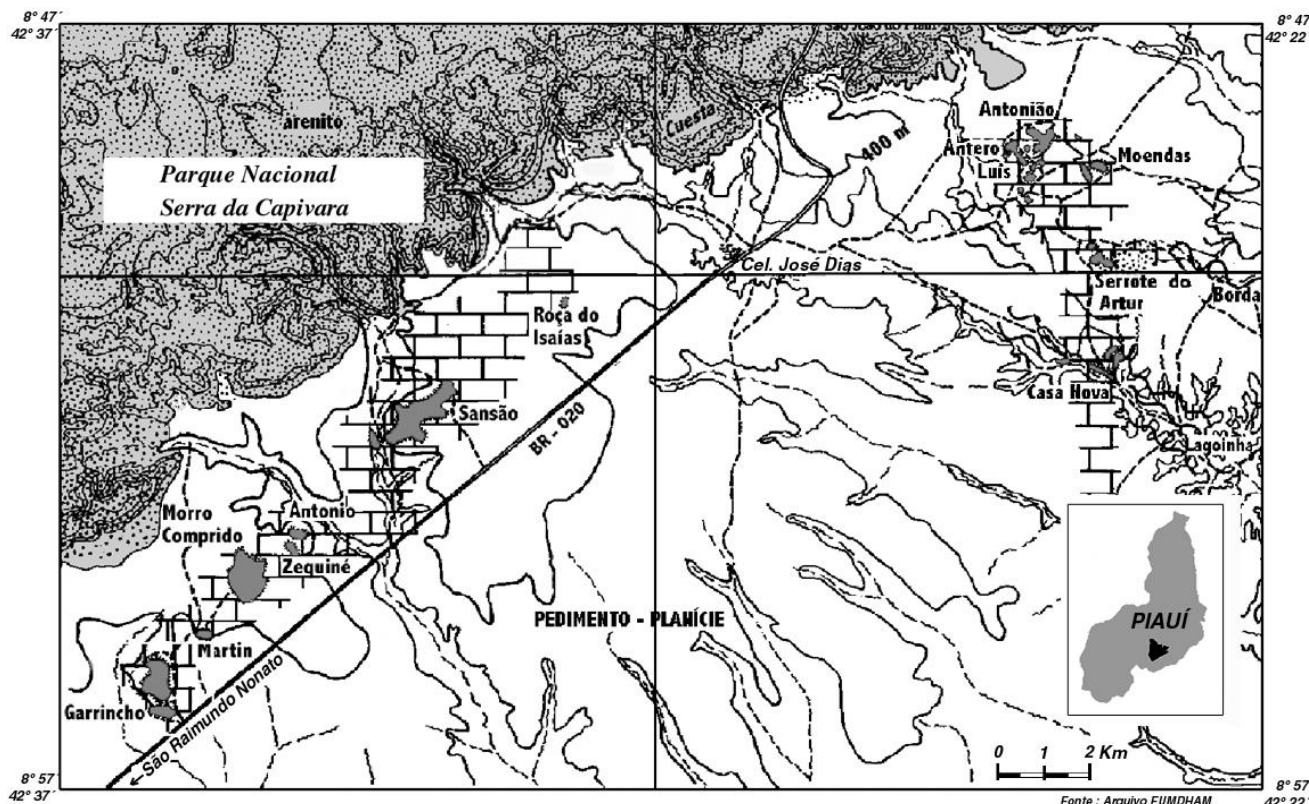 8° 47´
42° 37´
8° 47
42° 22
arenito
Cuesta
Parque Nacional
Serra da Capivara
400 m
Antonião
Antero
Luis
Moendas
Cel. José Dias
Serrote do
Artur
Borda
Roça do
Isaías
Sansão
BR - 020
Casa Nova
Lagoinha
Morro
Comprido
Antonio
Zequiné
PEDIMENTO - PLANÍCIE
PIAUÍ
Martin
Garrincho
São Raimundo Nonato
0 1 2 Km
8° 57´
42° 37´
8° 57
Fonte : Arquivo FUMDHAM